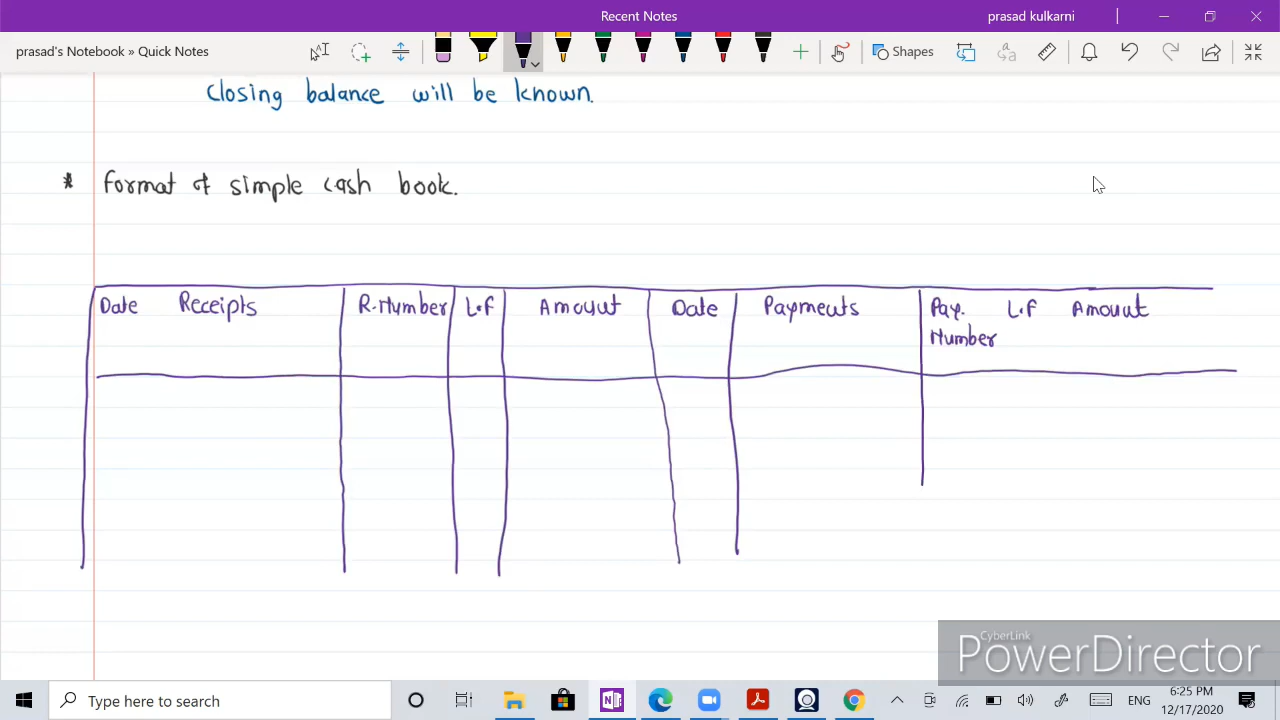 Recent Notes
prasad kulkarni
prasad's Notebook » Quick Notes
Shapes
Closing balance will be known.
* Format of simple cash book.
Date Receipts R.Number L.F Amount Date Payments Pay. L.F Amount
Number
CyberLink
PowerDirector
Type here to search
ENG
6:25 PM
12/17/2020